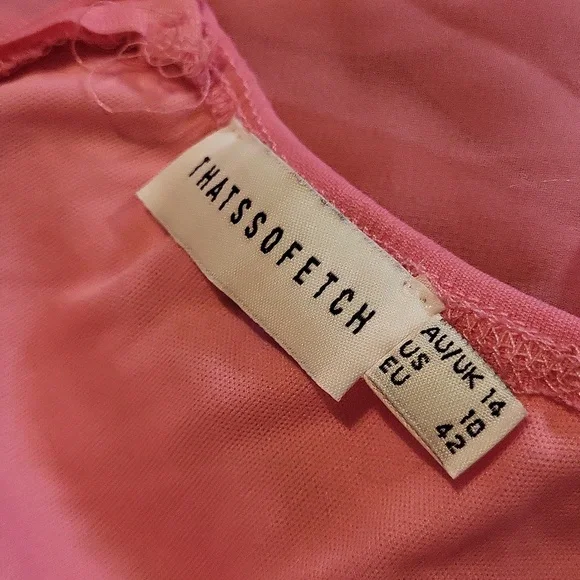 THATSSOFETCH
AU/UK 14
US 10
EU 42